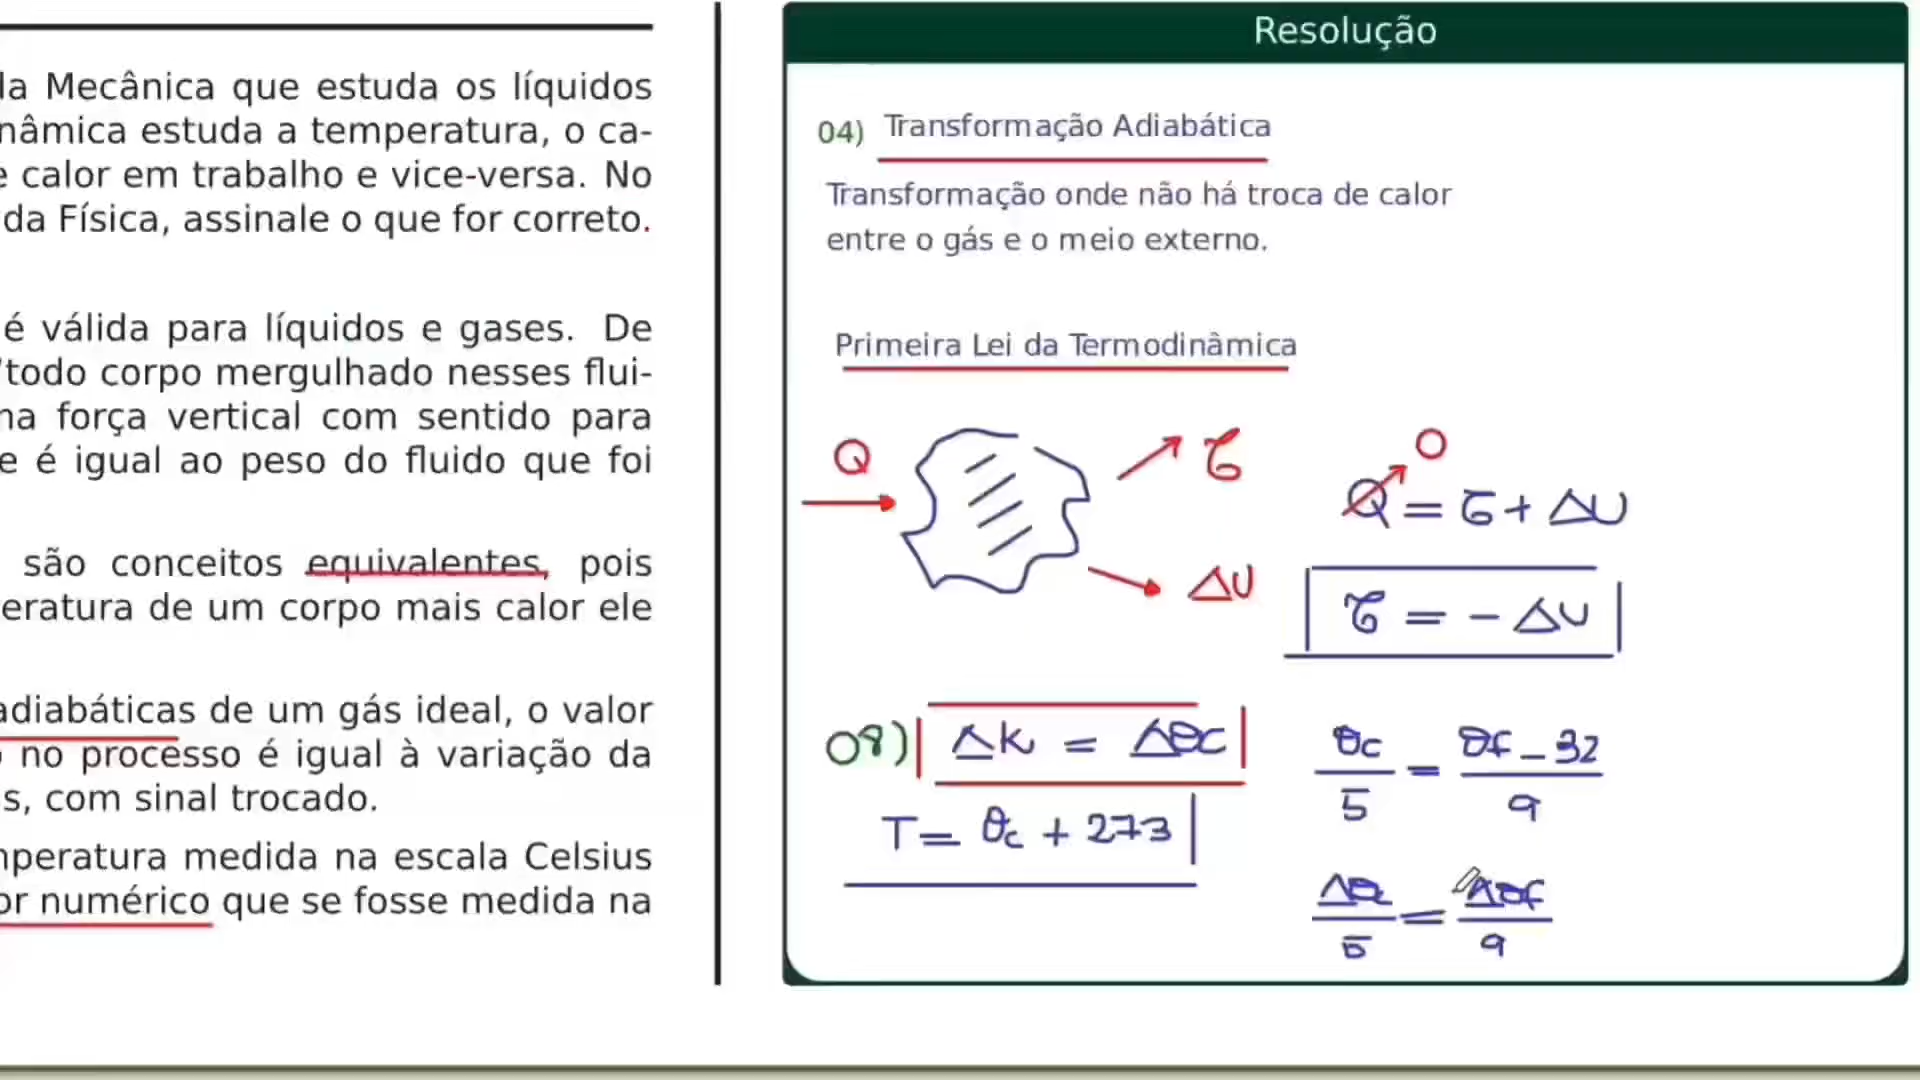 la Mecânica que estuda os líquidos
nâmica estuda a temperatura, o ca-
e calor em trabalho e vice-versa. No
da Física, assinale o que for correto.
é válida para líquidos e gases. De
todo corpo mergulhado nesses flui-
ma força vertical com sentido para
e é igual ao peso do fluido que foi
são conceitos equivalentes, pois
eratura de um corpo mais calor ele
adiabáticas de um gás ideal, o valor
no processo é igual à variação da
s, com sinal trocado.
mperatura medida na escala Celsius
or numérico que se fosse medida na
Resolução
04) Transformação Adiabática
Transformação onde não há troca de calor
entre o gás e o meio externo.
Primeira Lei da Termodinâmica
Q
τ
ΔU
0
Q = τ + ΔU
τ = - ΔU
08) ΔK = Δθc
T = θc + 273
θc/5 = θf - 32/9
Δθc/5 = Δθf/9